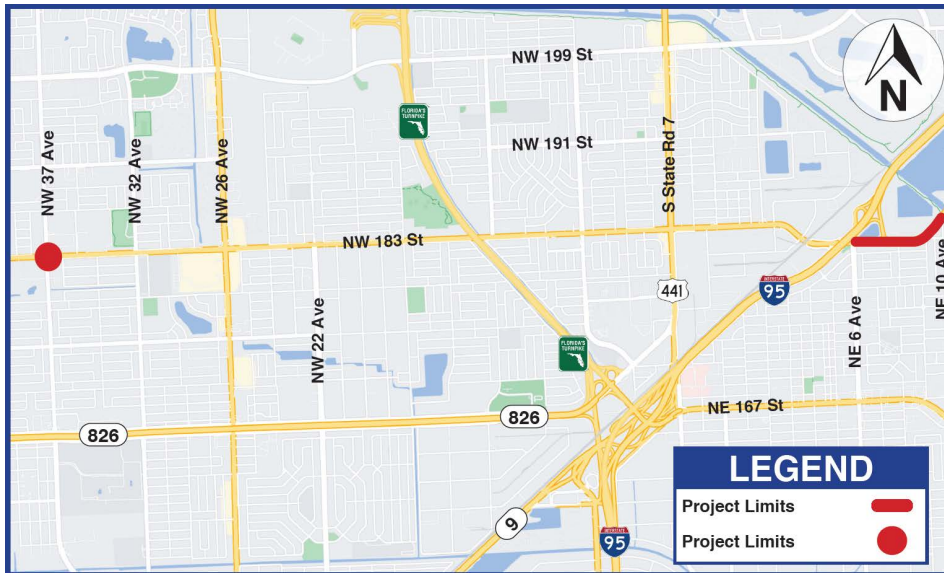 NW 199 St
N
FLORIDA'S
TURNPIKE
NW 191 St
NW 37 Ave
NW 32 Ave
NW 26 Ave
S State Rd 7
NW 183 St
441
INTERSTATE
95
NE 10 Ave
NW 22 Ave
FLORIDA'S
TURNPIKE
NE 6 Ave
826
826
NE 167 St
9
INTERSTATE
95
LEGEND
Project Limits
Project Limits